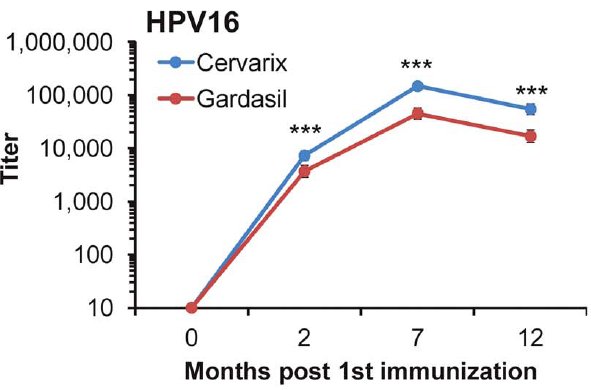 HPV16
1,000,000
Cervarix
Gardasil
100,000
10,000
1,000
100
10
Titer
***
***
***
0 2 7 12
Months post 1st immunization